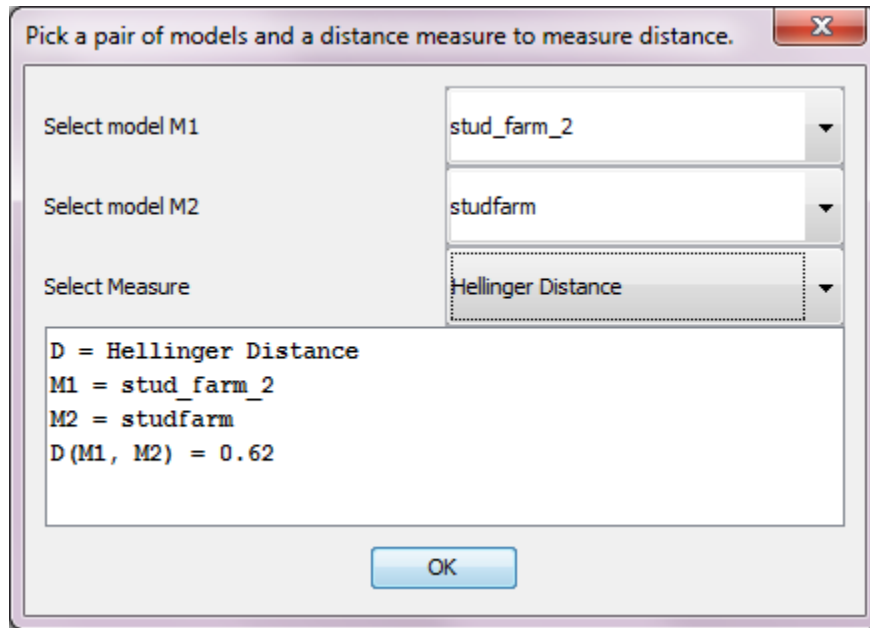 Pick a pair of models and a distance measure to measure distance.
Select model M1
stud_farm_2
Select model M2
studfarm
Select Measure
Hellinger Distance
D = Hellinger Distance
M1 = stud_farm_2
M2 = studfarm
D(M1, M2) = 0.62
OK